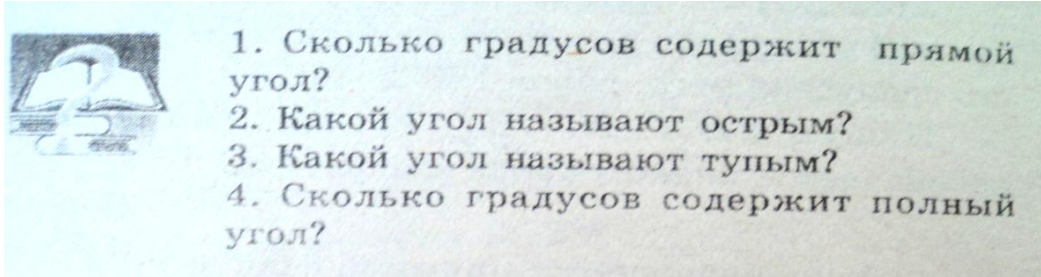 1. Сколько градусов содержит прямой
угол?
2. Какой угол называют острым?
3. Какой угол называют тупым?
4. Сколько градусов содержит полный
угол?